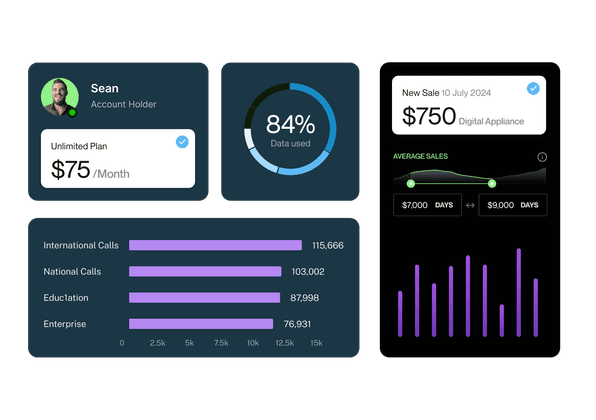 Sean
Account Holder
Unlimited Plan
$75 /Month
84%
Data used
International Calls 115,666
National Calls 103,002
Educ1ation 87,998
Enterprise 76,931
0 2.5k 5k 7.5k 10k 12.5k 15k
New Sale 10 July 2024
$750 Digital Appliance
AVERAGE SALES
$7,000 DAYS ↔ $9,000 DAYS